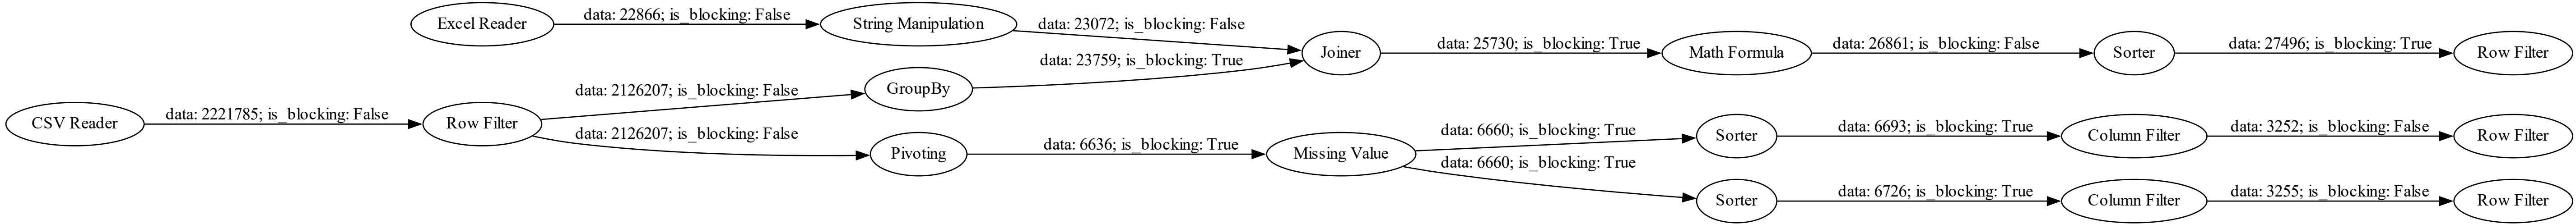 Excel Reader
data: 22866; is_blocking: False
String Manipulation
data: 23072; is_blocking: False
Joiner
data: 25730; is_blocking: True
Math Formula
data: 26861; is_blocking: False
Sorter
data: 27496; is_blocking: True
Row Filter
CSV Reader
data: 2221785; is_blocking: False
Row Filter
data: 2126207; is_blocking: False
GroupBy
data: 23759; is_blocking: True
data: 2126207; is_blocking: False
Pivoting
data: 6636; is_blocking: True
Missing Value
data: 6660; is_blocking: True
Sorter
data: 6693; is_blocking: True
Column Filter
data: 3252; is_blocking: False
Row Filter
data: 6660; is_blocking: True
Sorter
data: 6726; is_blocking: True
Column Filter
data: 3255; is_blocking: False
Row Filter